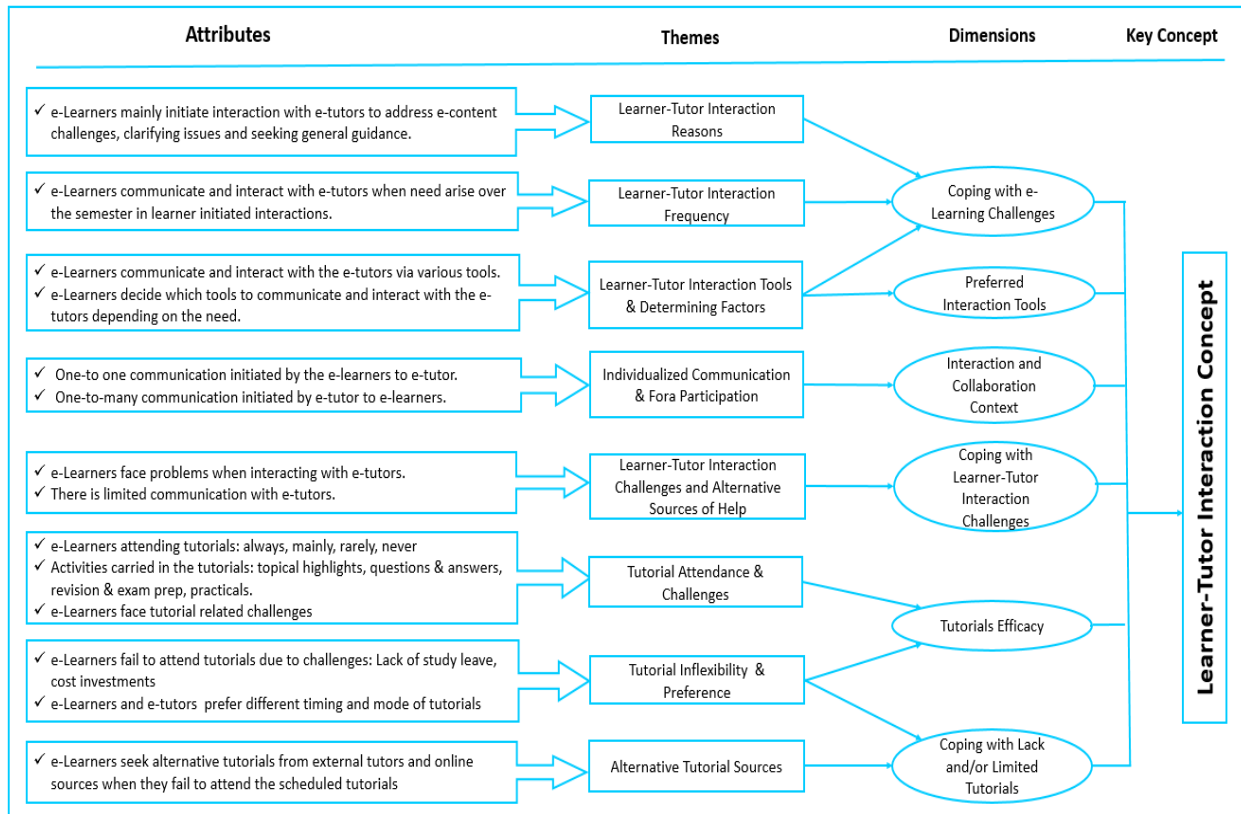 Attributes
Themes
Dimensions
Key Concept
✓ e-Learners mainly initiate interaction with e-tutors to address e-content
challenges, clarifying issues and seeking general guidance.
Learner-Tutor Interaction
Reasons
✓ e-Learners communicate and interact with e-tutors when need arise over
the semester in learner initiated interactions.
Learner-Tutor Interaction
Frequency
Coping with e-
Learning Challenges
✓ e-Learners communicate and interact with the e-tutors via various tools.
✓ e-Learners decide which tools to communicate and interact with the e-
tutors depending on the need.
Learner-Tutor Interaction Tools
& Determining Factors
Preferred
Interaction Tools
✓ One-to one communication initiated by the e-learners to e-tutor.
✓ One-to-many communication initiated by e-tutor to e-learners.
Individualized Communication
& Fora Participation
Interaction and
Collaboration
Context
✓ e-Learners face problems when interacting with e-tutors.
✓ There is limited communication with e-tutors.
Learner-Tutor Interaction
Challenges and Alternative
Sources of Help
Coping with
Learner-Tutor
Interaction
Challenges
✓ e-Learners attending tutorials: always, mainly, rarely, never
✓ Activities carried in the tutorials: topical highlights, questions & answers,
revision & exam prep, practicals.
✓ e-Learners face tutorial related challenges
Tutorial Attendance &
Challenges
Tutorials Efficacy
✓ e-Learners fail to attend tutorials due to challenges: Lack of study leave,
cost investments
✓ e-Learners and e-tutors prefer different timing and mode of tutorials
Tutorial Inflexibility &
Preference
✓ e-Learners seek alternative tutorials from external tutors and online
sources when they fail to attend the scheduled tutorials
Alternative Tutorial Sources
Coping with Lack
and/or Limited
Tutorials
Learner-Tutor Interaction Concept